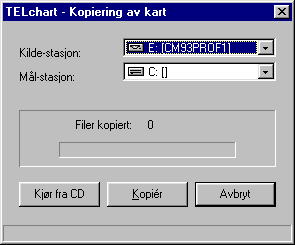 TELchart - Kopiering av kart
Kilde-stasjon: E: [CM93PROF1]
Mål-stasjon: C: []
Filer kopiert: 0
Kjør fra CD Kopiér Avbryt